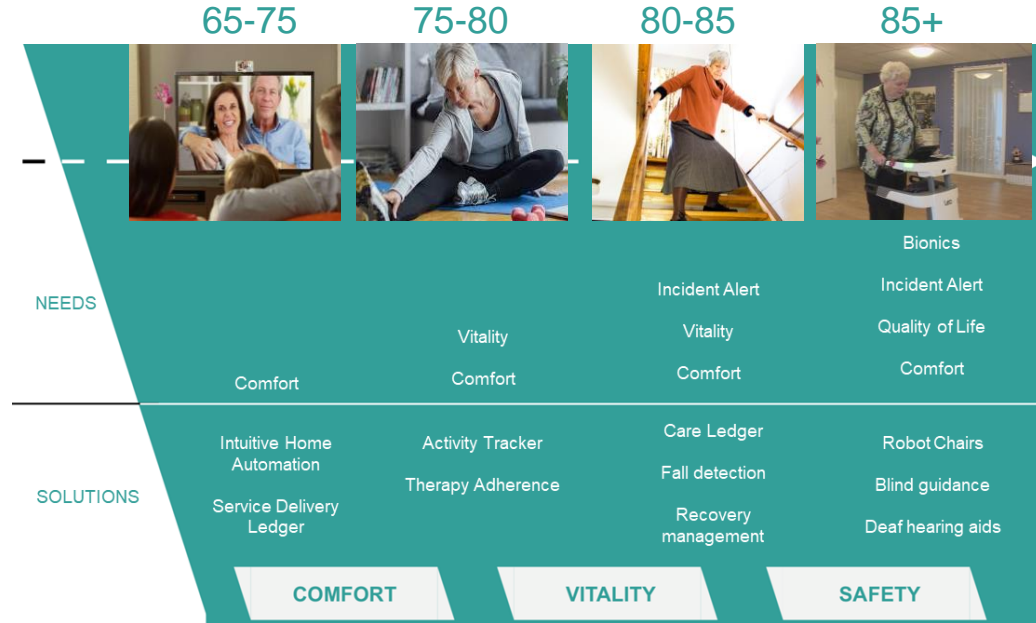 65-75
75-80
80-85
85+
NEEDS
Comfort
Vitality
Comfort
Incident Alert
Vitality
Comfort
Bionics
Incident Alert
Quality of Life
Comfort
SOLUTIONS
Intuitive Home
Automation
Service Delivery
Ledger
Activity Tracker
Therapy Adherence
Care Ledger
Fall detection
Recovery
management
Robot Chairs
Blind guidance
Deaf hearing aids
COMFORT
VITALITY
SAFETY